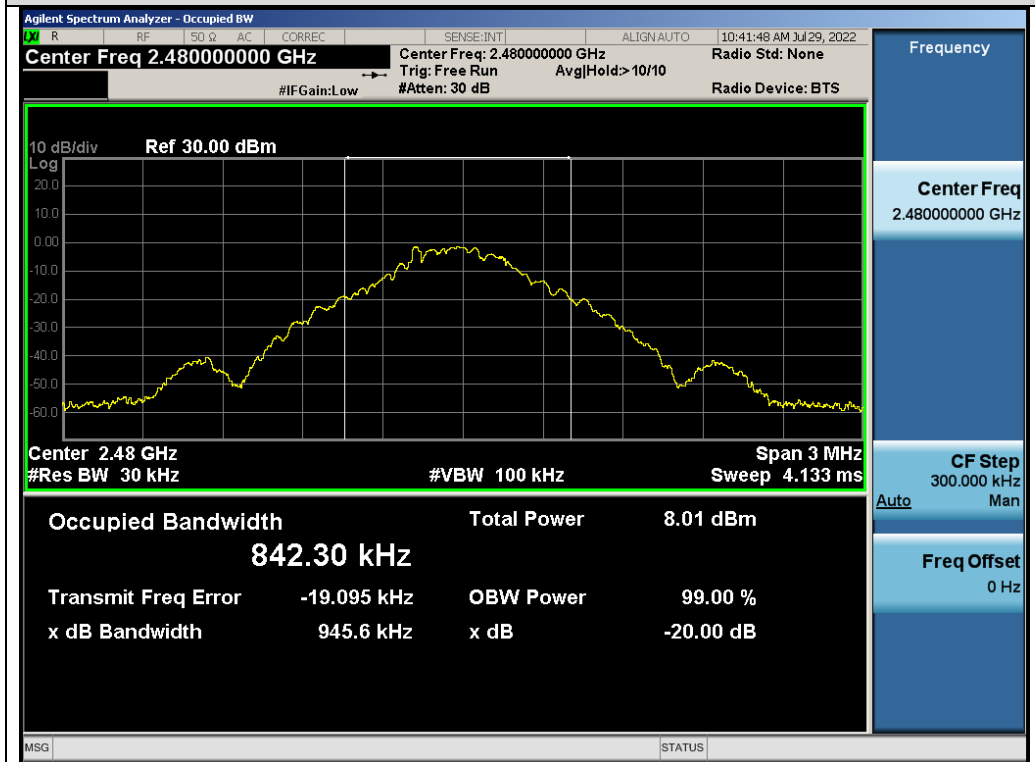 Agilent Spectrum Analyzer - Occupied BW
LXI R RF 50 Ω AC CORREC SENSE:INT ALIGN AUTO 10:41:48 AM Jul 29, 2022
Center Freq 2.480000000 GHz
Center Freq: 2.480000000 GHz Radio Std: None
Trig: Free Run Avg|Hold:> 10/10
#IFGain:Low #Atten: 30 dB Radio Device: BTS
10 dB/div Ref 30.00 dBm
Log
20.0
10.0
0.00
-10.0
-20.0
-30.0
-40.0
-50.0
-60.0
Center 2.48 GHz Span 3 MHz
#Res BW 30 kHz #VBW 100 kHz Sweep 4.133 ms
Occupied Bandwidth Total Power 8.01 dBm
842.30 kHz
Transmit Freq Error -19.095 kHz OBW Power 99.00 %
x dB Bandwidth 945.6 kHz x dB -20.00 dB
MSG STATUS
Frequency
Center Freq
2.480000000 GHz
CF Step
300.000 kHz
Auto Man
Freq Offset
0 Hz